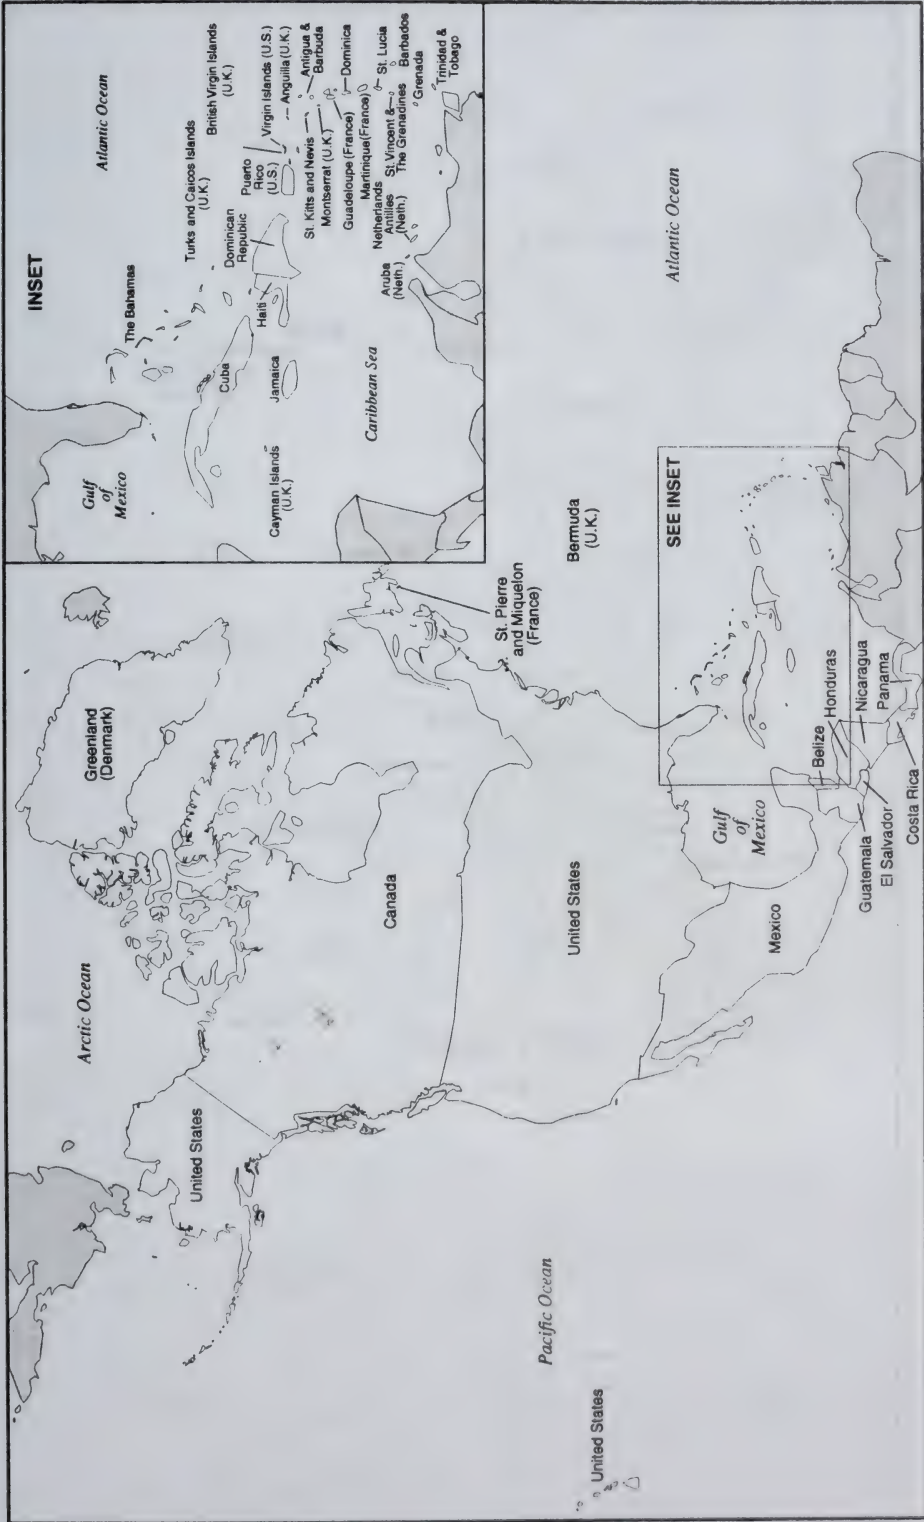 Arctic Ocean
Greenland
(Denmark)
United States
Canada
St. Pierre
and Miquelon
(France)
United States
Bermuda
(U.K.)
Pacific Ocean
United States
Atlantic Ocean
SEE INSET
Gulf
of
Mexico
Mexico
Belize
Honduras
Guatemala
El Salvador
Nicaragua
Costa Rica
Panama
INSET
Atlantic Ocean
Gulf
of
Mexico
The Bahamas
Turks and Caicos Islands
(U.K.)
British Virgin Islands
(U.K.)
Cuba
Cayman Islands
(U.K.)
Jamaica
Haiti
Dominican
Republic
Puerto
Rico
(U.S.)
Virgin Islands (U.S.)
Anguilla (U.K.)
Antigua &
Barbuda
St. Kitts and Nevis
Montserrat (U.K.)
Guadeloupe (France)
Dominica
Martinique (France)
St. Lucia
St. Vincent &
The Grenadines
Barbados
Grenada
Netherlands
Antilles
(Neth.)
Aruba
(Neth.)
Trinidad &
Tobago
Caribbean Sea